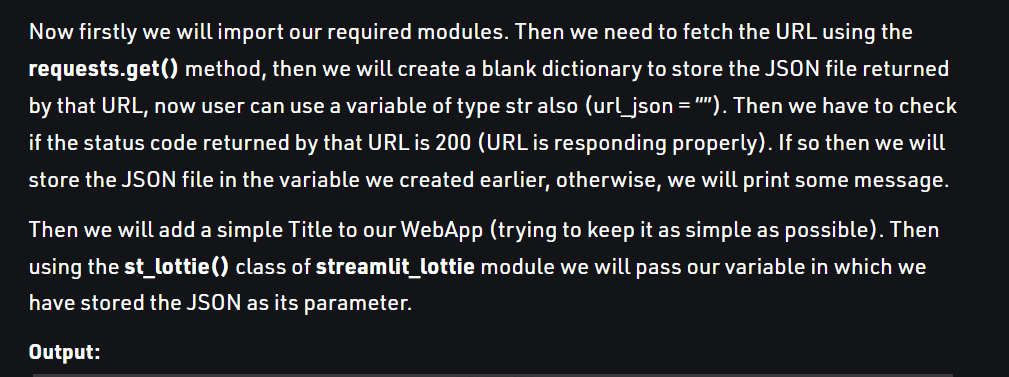 Now firstly we will import our required modules. Then we need to fetch the URL using the
requests.get() method, then we will create a blank dictionary to store the JSON file returned
by that URL, now user can use a variable of type str also (url_json = “”). Then we have to check
if the status code returned by that URL is 200 (URL is responding properly). If so then we will
store the JSON file in the variable we created earlier, otherwise, we will print some message.
Then we will add a simple Title to our WebApp (trying to keep it as simple as possible). Then
using the st_lottie() class of streamlit_lottie module we will pass our variable in which we
have stored the JSON as its parameter.
Output: